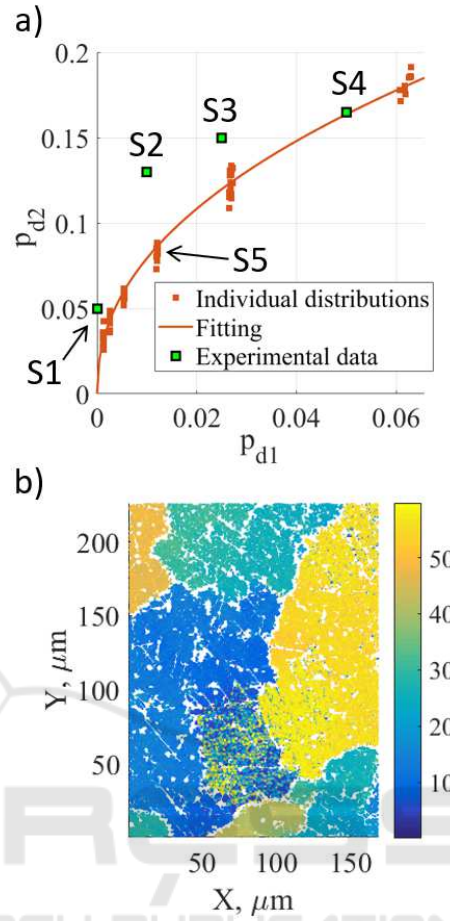 a)
0.2
0.15
0.1
0.05
0
p_d2
S1
S2
S3
S4
S5
Individual distributions
Fitting
Experimental data
0 0.02 0.04 0.06
p_d1
b)
200
150
100
50
Y, μm
50 100 150
X, μm
50
40
30
20
10